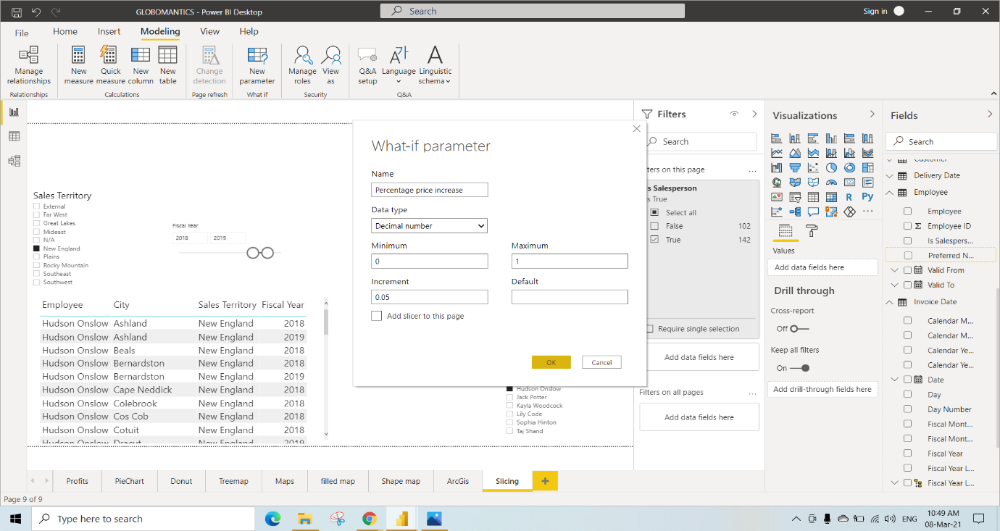 GLOBOMANTICS - Power BI Desktop
Search
Sign in
File
Home
Insert
Modeling
View
Help
Manage relationships
New measure
Quick measure
New column
New table
Change detection
New parameter
Manage roles
View as
Q&A setup
Language
Linguistic schema
Relationships
Calculations
Page refresh
What if
Security
Q&A
Sales Territory
External
Far West
Great Lakes
Mideast
N/A
New England
Plains
Rocky Mountain
Southeast
Southwest
Fiscal Year
2018 2019
Employee City Sales Territory Fiscal Year
Hudson Onslow Ashland New England 2018
Hudson Onslow Ashland New England 2019
Hudson Onslow Beals New England 2018
Hudson Onslow Bernardston New England 2018
Hudson Onslow Bernardston New England 2019
Hudson Onslow Cape Neddick New England 2018
Hudson Onslow Colebrook New England 2018
Hudson Onslow Cos Cob New England 2018
Hudson Onslow Cotuit New England 2018
Hudson Onslow Dracut New England 2019
What-if parameter
Name
Percentage price increase
Data type
Decimal number
Minimum
0
Maximum
1
Increment
0.05
Default
Add slicer to this page
OK
Cancel
Hudson Onslow
Jack Potter
Kayla Woodcock
Lily Code
Sophia Hinton
Taj Shand
Filters
Search
ters on this page
...
s Salesperson
s True
Select all
False 102
True 142
Require single selection
Add data fields here
Filters on all pages
...
Add data fields here
Visualizations
123
R
Py
...
Values
Add data fields here
Drill through
Cross-report
Off
Keep all filters
On
Add drill-through fields here
Fields
Search
Customer
Delivery Date
Employee
Employee
Σ Employee ID
Is Salespers...
Preferred N...
Valid From
Valid To
Invoice Date
Calendar M...
Calendar M...
Calendar Ye...
Calendar Ye...
Date
Day
Day Number
Fiscal Mont...
Fiscal Mont...
Fiscal Year
Fiscal Year L...
Fiscal Year L...
Profits
PieChart
Donut
Treemap
Maps
filled map
Shape map
ArcGis
Slicing
+
Page 9 of 9
Type here to search
ENG
10:49 AM
08-Mar-21